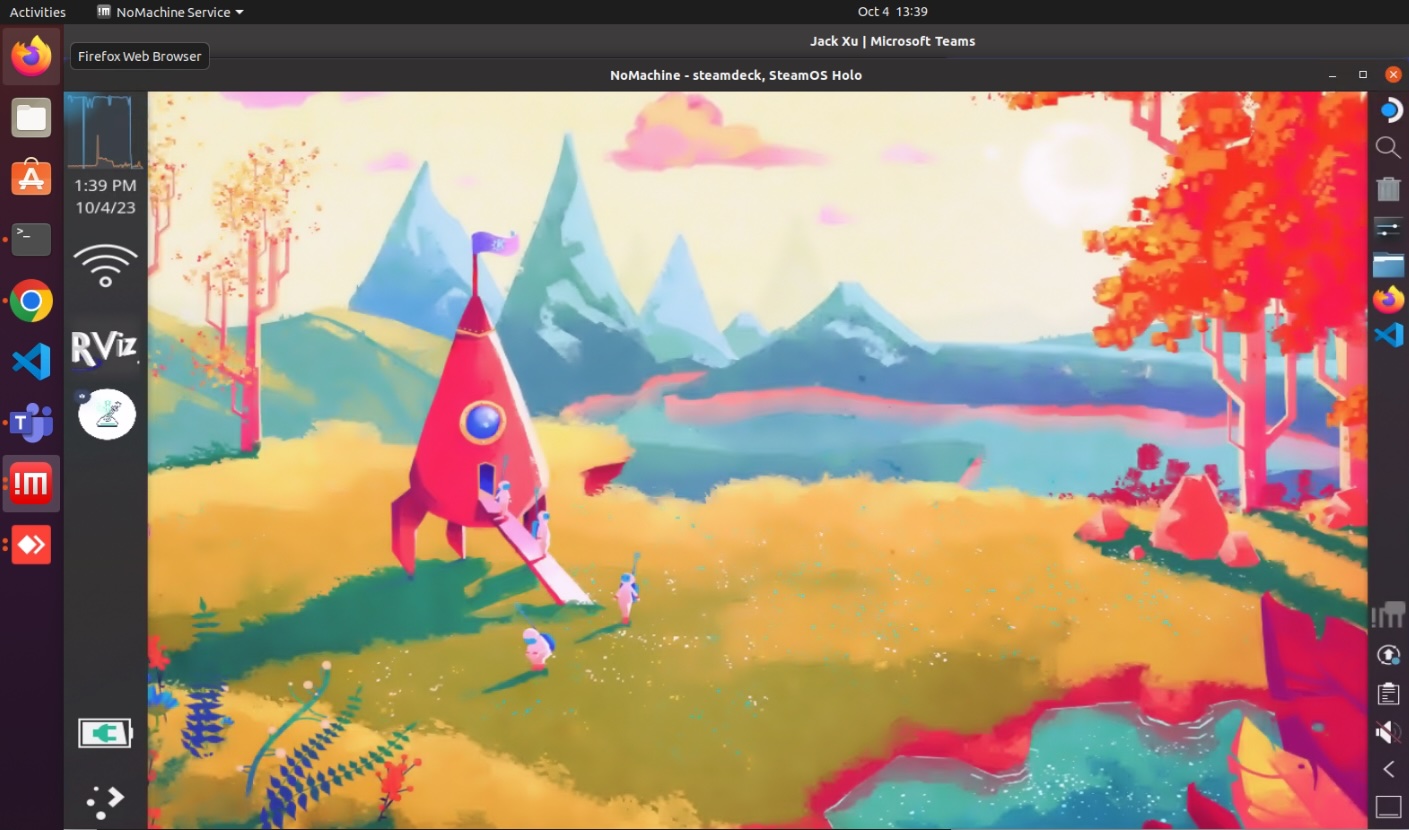 Activities
NoMachine Service
Oct 4 13:39
Jack Xu | Microsoft Teams
Firefox Web Browser
NoMachine - steamdeck, SteamOS Holo
1:39 PM
10/4/23
RViz
T
!M
K
!m